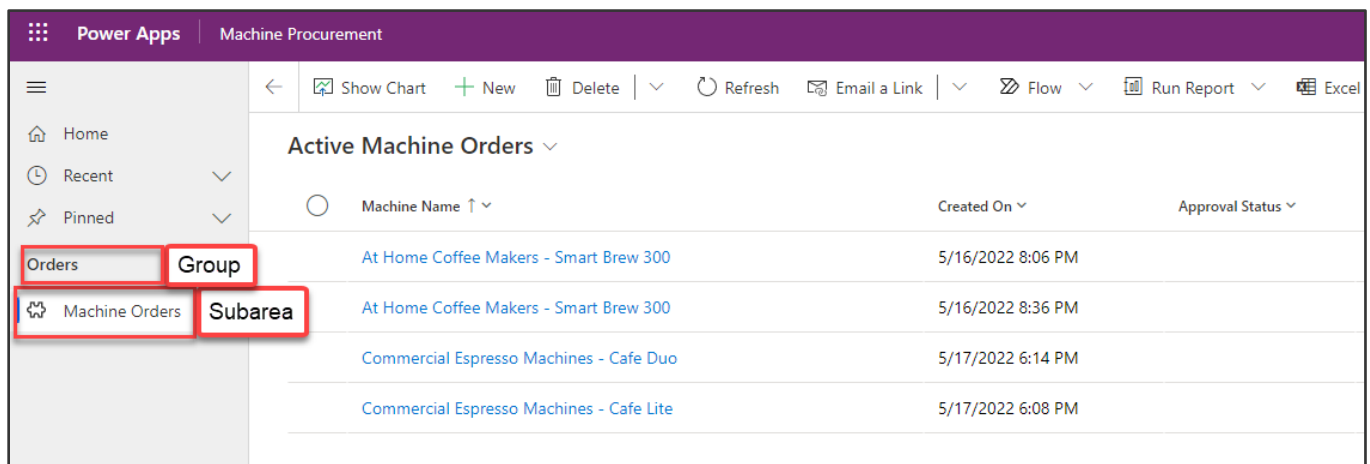 Power Apps Machine Procurement
Show Chart New Delete Refresh Email a Link Flow Run Report Excel
Home
Recent
Pinned
Orders Group
Machine Orders Subarea
Active Machine Orders
Machine Name Created On Approval Status
At Home Coffee Makers - Smart Brew 300 5/16/2022 8:06 PM
At Home Coffee Makers - Smart Brew 300 5/16/2022 8:36 PM
Commercial Espresso Machines - Cafe Duo 5/17/2022 6:14 PM
Commercial Espresso Machines - Cafe Lite 5/17/2022 6:08 PM